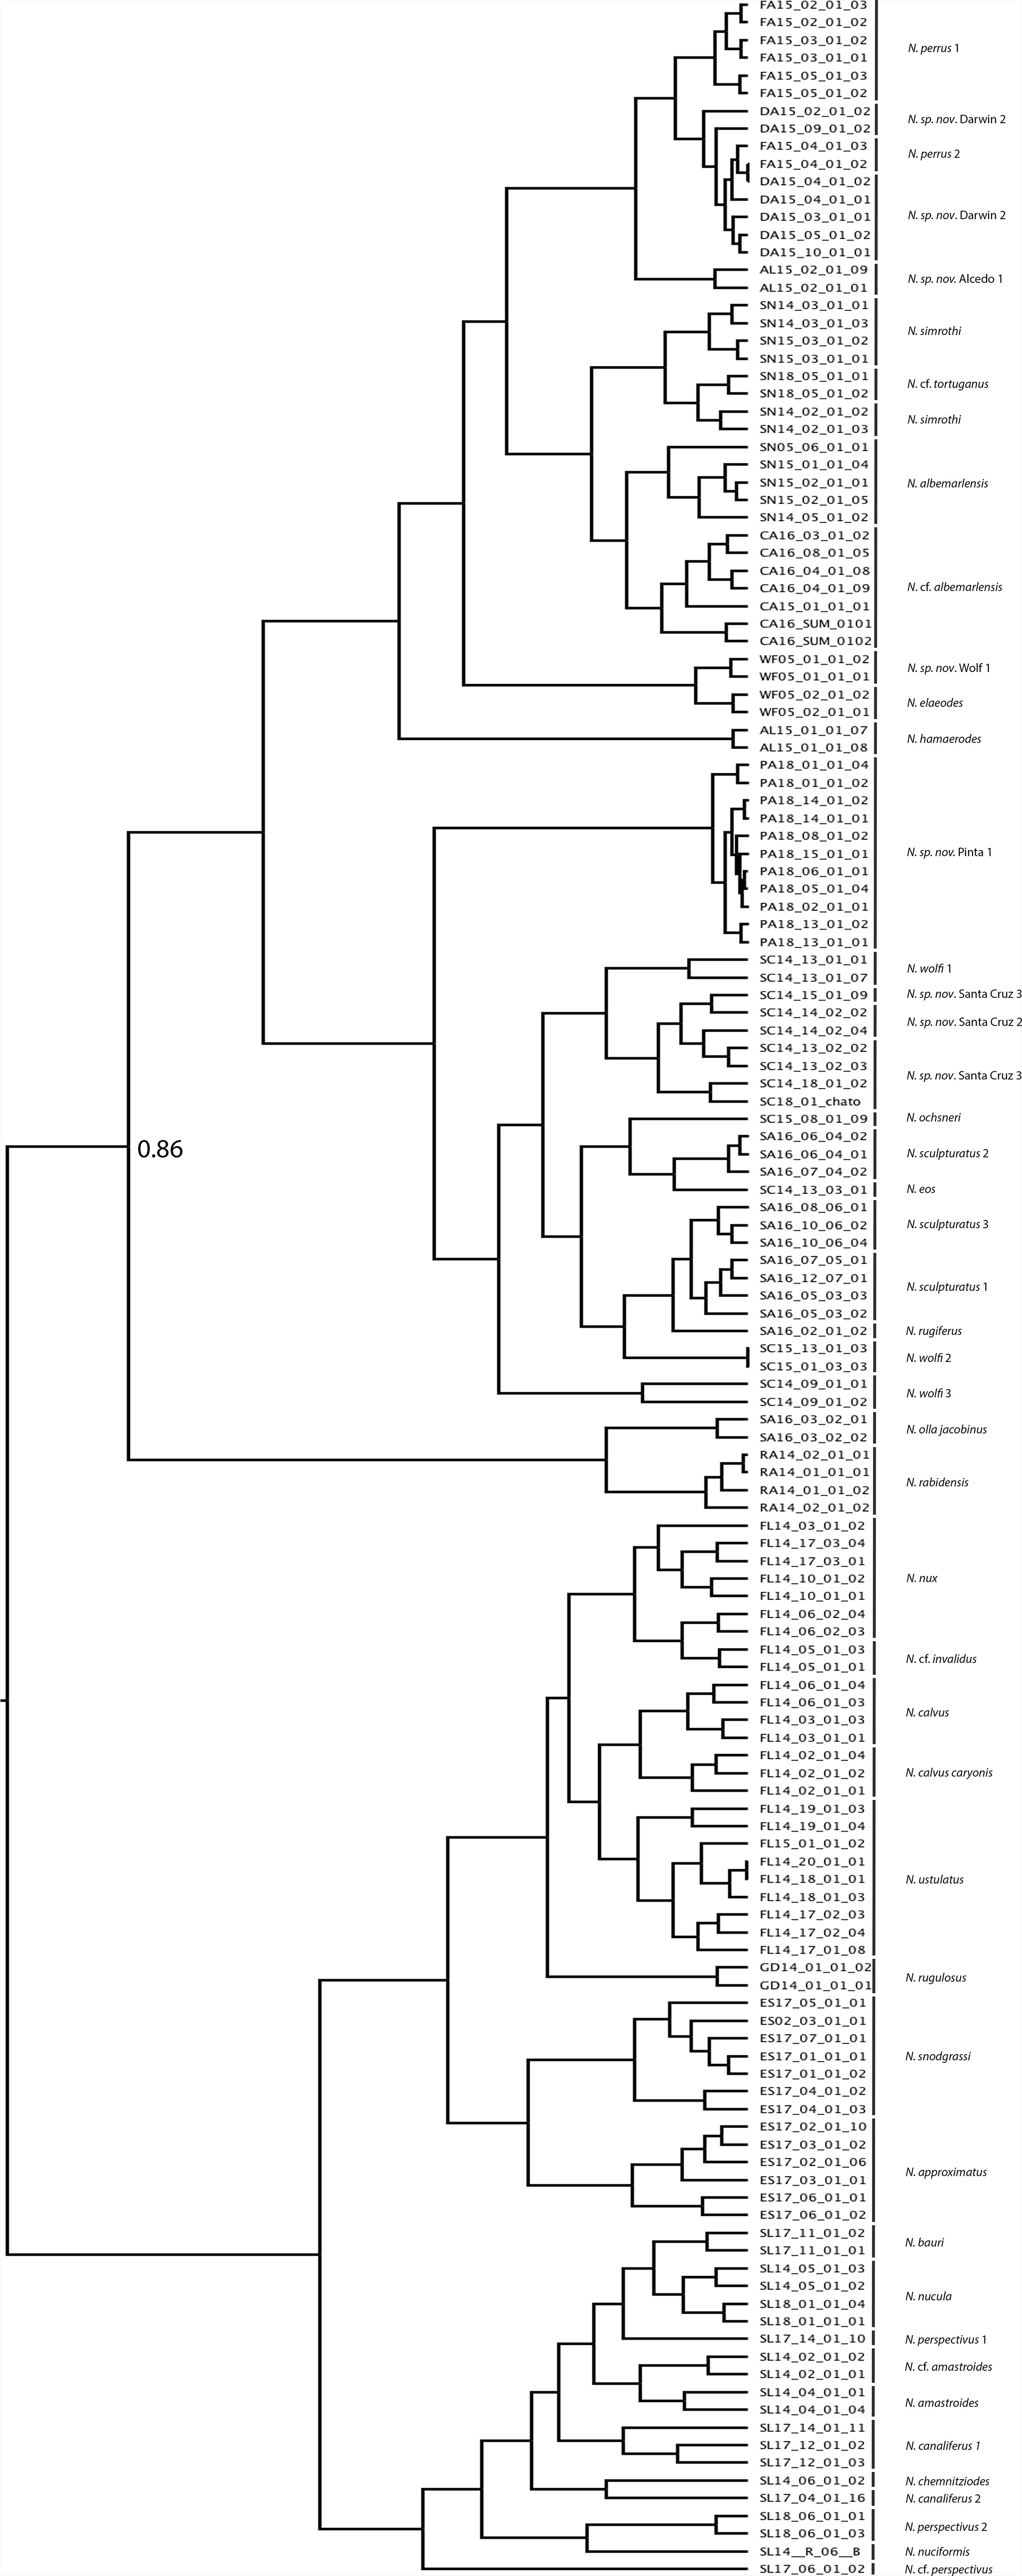 FA15_02_01_03
FA15_02_01_02
FA15_03_01_02
N. perrus 1
FA15_03_01_01
FA15_05_01_03
FA15_05_01_02
DA15_02_01_02
N. sp. nov. Darwin 2
DA15_09_01_02
FA15_04_01_03
N. perrus 2
FA15_04_01_02
DA15_04_01_02
DA15_04_01_01
N. sp. nov. Darwin 2
DA15_03_01_01
DA15_05_01_02
DA15_10_01_01
AL15_02_01_09
N. sp. nov. Alcedo 1
AL15_02_01_01
SN14_03_01_01
SN14_03_01_03
N. simrothi
SN15_03_01_02
SN15_03_01_01
SN18_05_01_01
N. cf. tortuganus
SN18_05_01_02
SN14_02_01_02
N. simrothi
SN14_02_01_03
SN05_06_01_01
SN15_01_01_04
SN15_02_01_01
N. albemarlensis
SN15_02_01_05
SN14_05_01_02
CA16_03_01_02
CA16_08_01_05
CA16_04_01_08
CA16_04_01_09
N. cf. albemarlensis
CA15_01_01_01
CA16_SUM_0101
CA16_SUM_0102
WF05_01_01_02
N. sp. nov. Wolf 1
WF05_01_01_01
WF05_02_01_02
N. elaeodes
WF05_02_01_01
AL15_01_01_07
N. hamaerodes
AL15_01_01_08
PA18_01_01_04
PA18_01_01_02
PA18_14_01_02
PA18_14_01_01
PA18_08_01_02
N. sp. nov. Pinta 1
PA18_15_01_01
PA18_06_01_01
PA18_05_01_04
PA18_02_01_01
PA18_13_01_02
PA18_13_01_01
SC14_13_01_01
N. wolfi 1
SC14_13_01_07
SC14_15_01_09
N. sp. nov. Santa Cruz 3
SC14_14_02_02
N. sp. nov. Santa Cruz 2
SC14_14_02_04
SC14_13_02_02
SC14_13_02_03
N. sp. nov. Santa Cruz 3
SC14_18_01_02
SC18_01_chato
SC15_08_01_09
N. ochsneri
SA16_06_04_02
0.86
SA16_06_04_01
N. sculpturatus 2
SA16_07_04_02
SC14_13_03_01
N. eos
SA16_08_06_01
SA16_10_06_02
N. sculpturatus 3
SA16_10_06_04
SA16_07_05_01
SA16_12_07_01
N. sculpturatus 1
SA16_05_03_03
SA16_05_03_02
SA16_02_01_02
N. rugiferus
SC15_13_01_03
N. wolfi 2
SC15_01_03_03
SC14_09_01_01
N. wolfi 3
SC14_09_01_02
SA16_03_02_01
N. olla jacobinus
SA16_03_02_02
RA14_02_01_01
RA14_01_01_01
N. rabidensis
RA14_01_01_02
RA14_02_01_02
FL14_03_01_02
FL14_17_03_04
FL14_17_03_01
FL14_10_01_02
N. nux
FL14_10_01_01
FL14_06_02_04
FL14_06_02_03
FL14_05_01_03
N. cf. invalidus
FL14_05_01_01
FL14_06_01_04
FL14_06_01_03
N. calvus
FL14_03_01_03
FL14_03_01_01
FL14_02_01_04
FL14_02_01_02
N. calvus caryonis
FL14_02_01_01
FL14_19_01_03
FL14_19_01_04
FL15_01_01_02
FL14_20_01_01
FL14_18_01_01
N. ustulatus
FL14_18_01_03
FL14_17_02_03
FL14_17_02_04
FL14_17_01_08
GD14_01_01_02
N. rugulosus
GD14_01_01_01
ES17_05_01_01
ES02_03_01_01
ES17_07_01_01
ES17_01_01_01
N. snodgrassi
ES17_01_01_02
ES17_04_01_02
ES17_04_01_03
ES17_02_01_10
ES17_03_01_02
ES17_02_01_06
N. approximatus
ES17_03_01_01
ES17_06_01_01
ES17_06_01_02
SL17_11_01_02
N. bauri
SL17_11_01_01
SL14_05_01_03
SL14_05_01_02
N. nucula
SL18_01_01_04
SL18_01_01_01
SL17_14_01_10
N. perspectivus 1
SL14_02_01_02
N. cf. amastroides
SL14_02_01_01
SL14_04_01_01
N. amastroides
SL14_04_01_04
SL17_14_01_11
SL17_12_01_02
N. canaliferus 1
SL17_12_01_03
SL14_06_01_02
N. chemnitziodes
SL17_04_01_16
N. canaliferus 2
SL18_06_01_01
N. perspectivus 2
SL18_06_01_03
SL14__R_06__B
N. nuciformis
SL17_06_01_02
N. cf. perspectivus